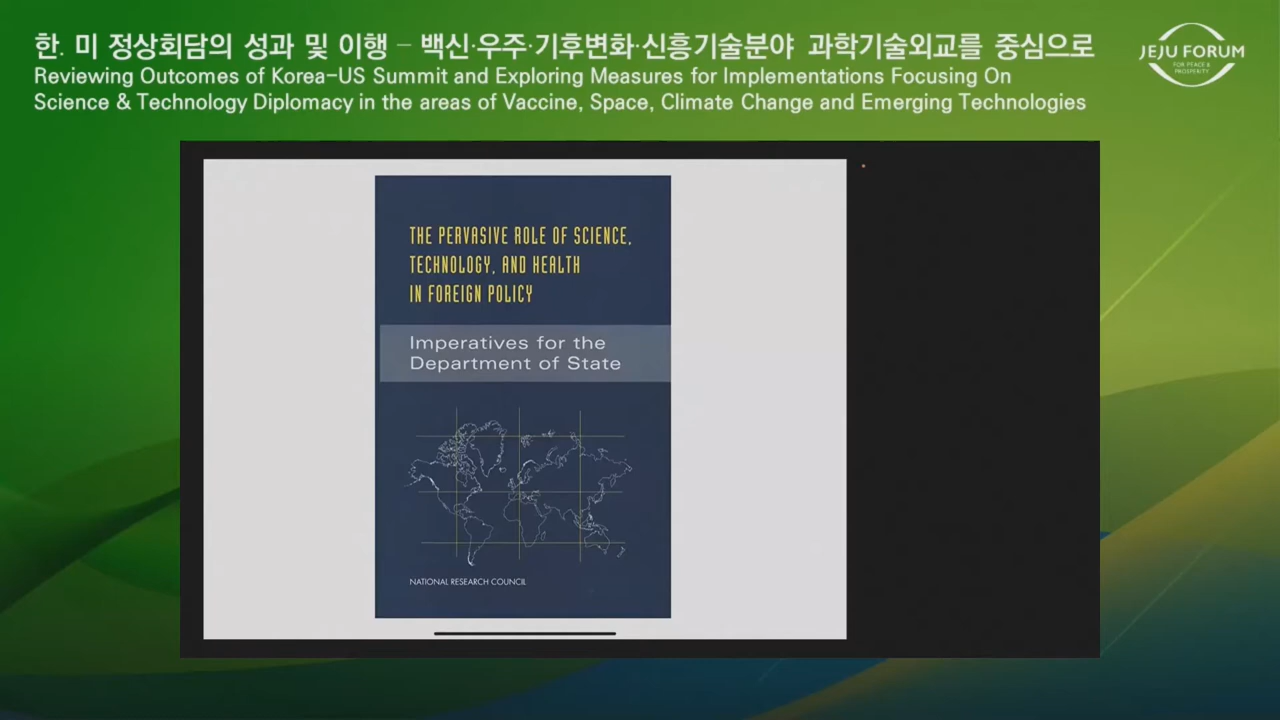 한. 미 정상회담의 성과 및 이행 – 백신·우주·기후변화·신흥기술분야 과학기술외교를 중심으로
Reviewing Outcomes of Korea-US Summit and Exploring Measures for Implementations Focusing On
Science & Technology Diplomacy in the areas of Vaccine, Space, Climate Change and Emerging Technologies
JEJU FORUM
FOR PEACE &
PROSPERITY
THE PERVASIVE ROLE OF SCIENCE,
TECHNOLOGY, AND HEALTH
IN FOREIGN POLICY
Imperatives for the
Department of State
NATIONAL RESEARCH COUNCIL